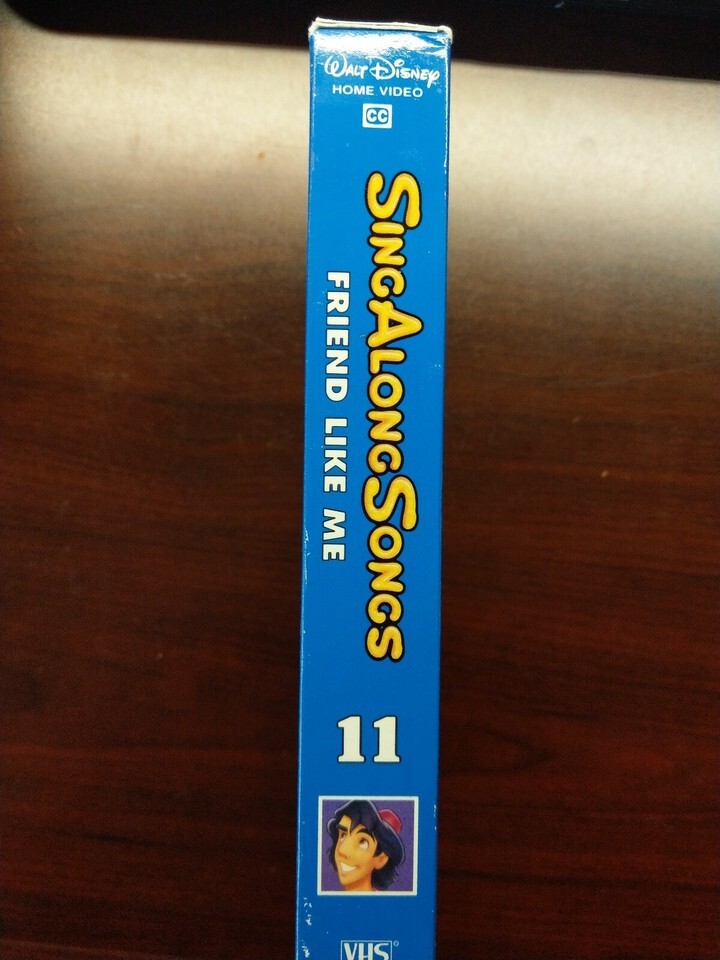 Walt Disney
HOME VIDEO
CC
SING ALONG SONGS
FRIEND LIKE ME
11
VHS